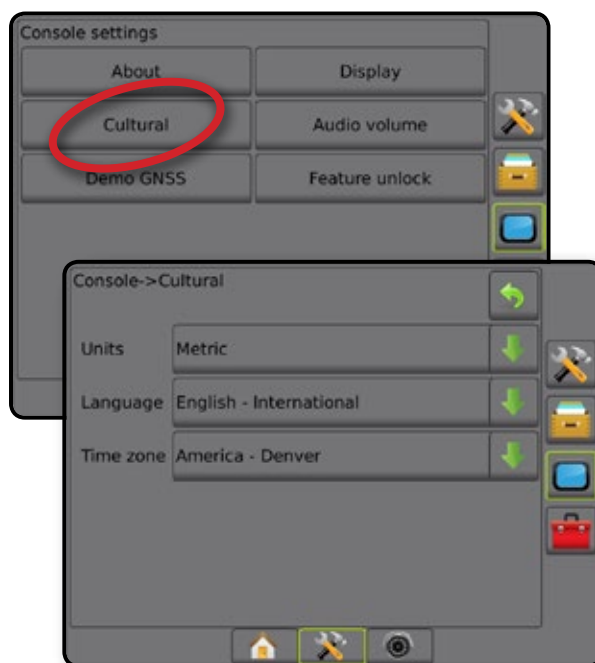 Console settings
About Display
Cultural Audio volume
Demo GNSS Feature unlock
Console->Cultural
Units Metric
Language English - International
Time zone America - Denver